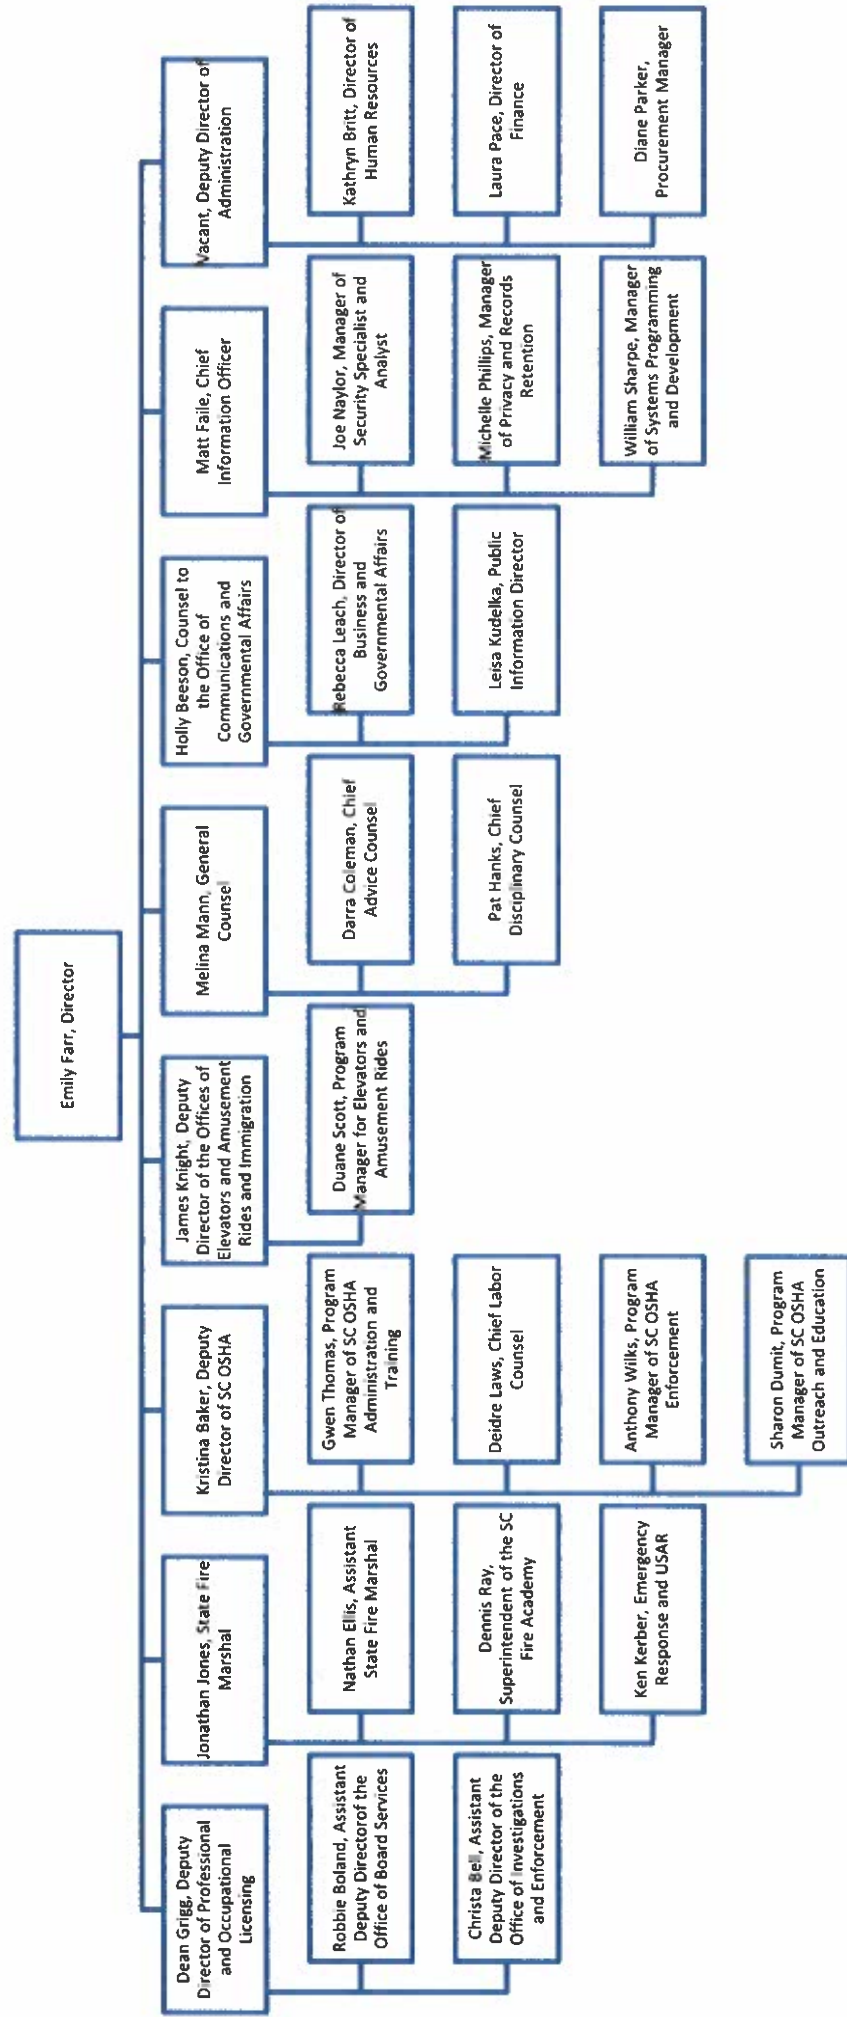 Emily Farr, Director
Dean Grigg, Deputy
Director of Professional
and Occupational
Licensing
Robbie Boland, Assistant
Deputy Directorof the
Office of Board Services
Christa Bell, Assistant
Deputy Director of the
Office of Investigations
and Enforcement
Jonathan Jones, State Fire
Marshal
Nathan Ellis, Assistant
State Fire Marshal
Dennis Ray,
Superintendent of the SC
Fire Academy
Ken Kerber, Emergency
Response and USAR
Kristina Baker, Deputy
Director of SC OSHA
Gwen Thomas, Program
Manager of SC OSHA
Administration and
Training
Deidre Laws, Chief Labor
Counsel
Anthony Wilks, Program
Manager of SC OSHA
Enforcement
Sharon Dumit, Program
Manager of SC OSHA
Outreach and Education
James Knight, Deputy
Director of the Offices of
Elevators and Amusement
Rides and Immigration
Duane Scott, Program
Manager for Elevators and
Amusement Rides
Melina Mann, General
Counsel
Darra Coleman, Chief
Advice Counsel
Pat Hanks, Chief
Disciplinary Counsel
Holly Beeson, Counsel to
the Office of
Communications and
Governmental Affairs
Rebecca Leach, Director of
Business and
Governmental Affairs
Leisa Kudelka, Public
Information Director
Matt Faile, Chief
Information Officer
Joe Naylor, Manager of
Security Specialist and
Analyst
Michelle Phillips, Manager
of Privacy and Records
Retention
William Sharpe, Manager
of Systems Programming
and Development
Vacant, Deputy Director of
Administration
Kathryn Britt, Director of
Human Resources
Laura Pace, Director of
Finance
Diane Parker,
Procurement Manager